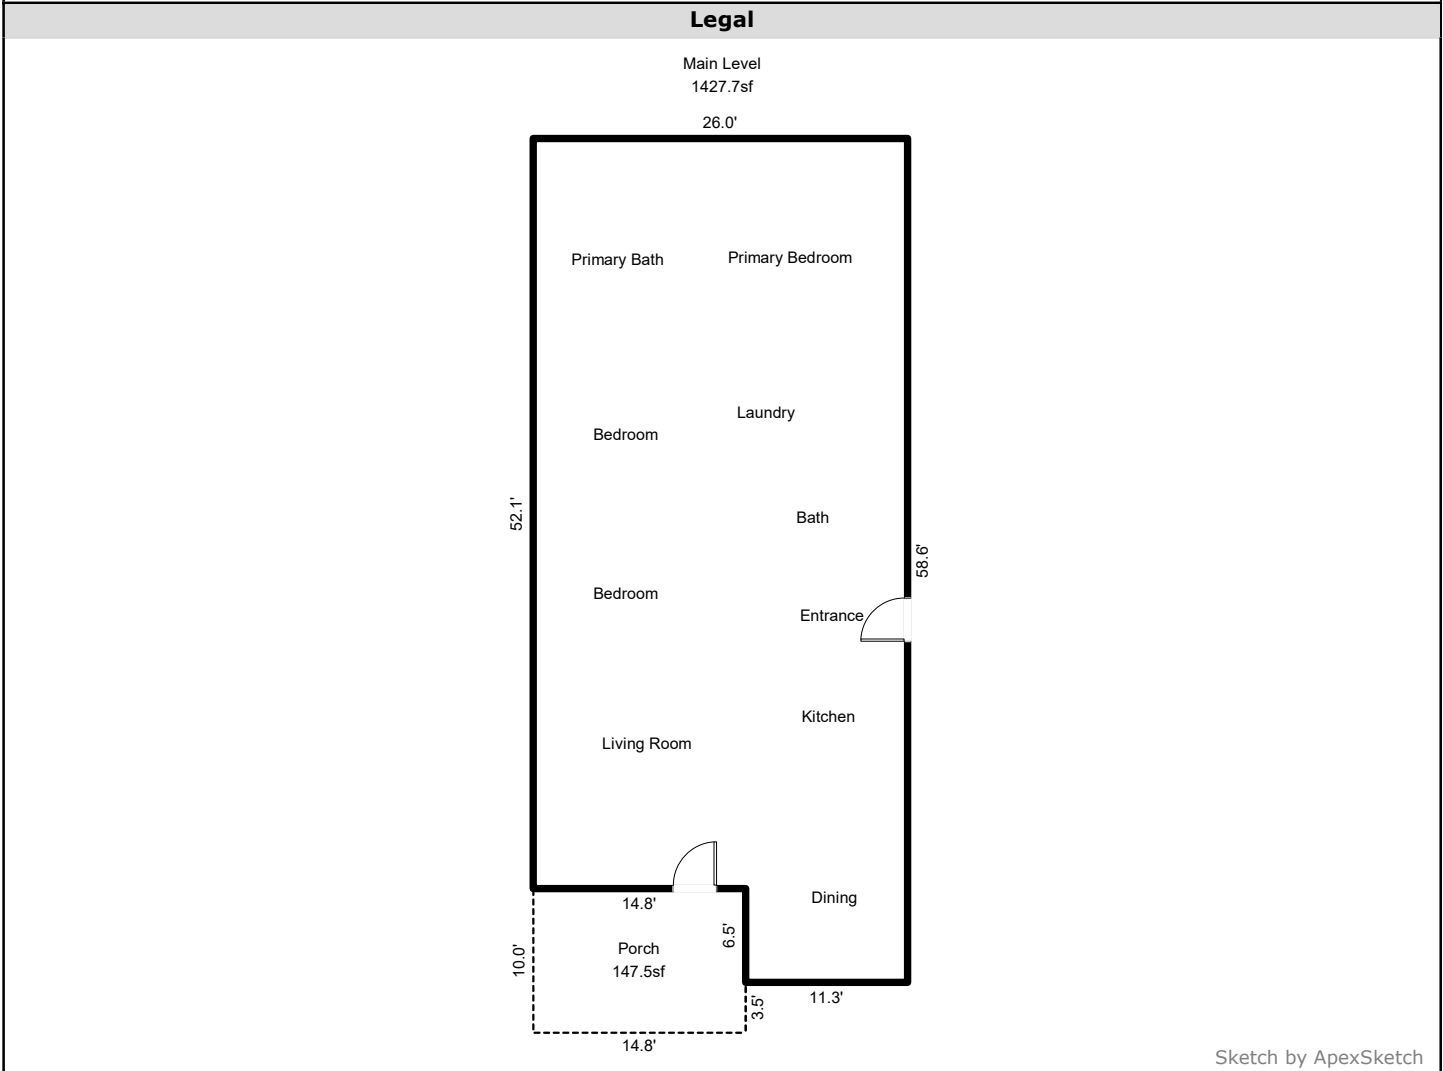 Legal
Main Level
1427.7sf
26.0'
Primary Bath
Primary Bedroom
Laundry
Bedroom
52.1'
Bath
58.6'
Bedroom
Entrance
Kitchen
Living Room
Dining
14.8'
6.5'
Porch
147.5sf
10.0'
11.3'
3.5'
14.8'
Sketch by ApexSketch